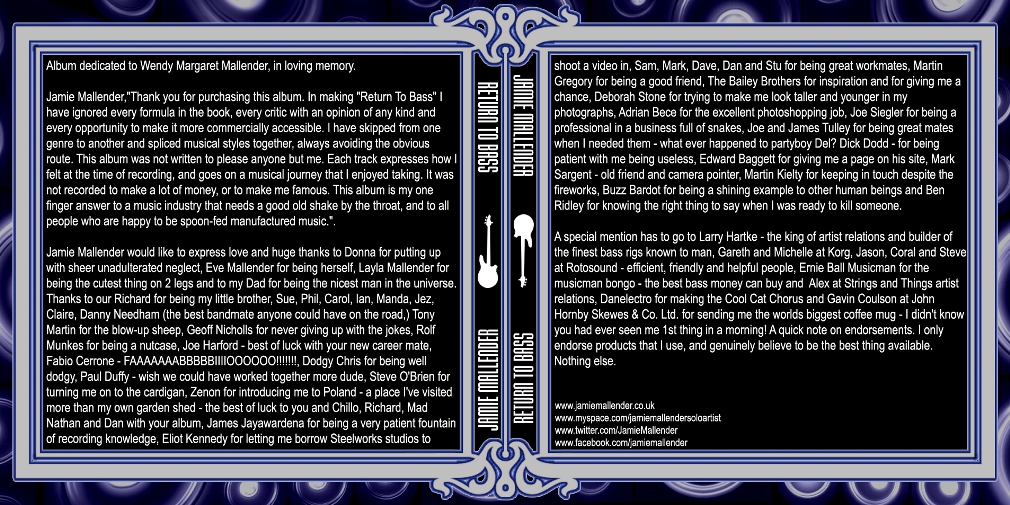 Album dedicated to Wendy Margaret Mallender, in loving memory.
Jamie Mallender,"Thank you for purchasing this album. In making "Return To Bass" I
have ignored every formula in the book, every critic with an opinion of any kind and
every opportunity to make it more commercially accessible. I have skipped from one
genre to another and spliced musical styles together, always avoiding the obvious
route. This album was not written to please anyone but me. Each track expresses how I
felt at the time of recording, and goes on a musical journey that I enjoyed taking. It was
not recorded to make a lot of money, or to make me famous. This album is my one
finger answer to a music industry that needs a good old shake by the throat, and to all
people who are happy to be spoon-fed manufactured music.".
Jamie Mallender would like to express love and huge thanks to Donna for putting up
with sheer unadulterated neglect, Eve Mallender for being herself, Layla Mallender for
being the cutest thing on 2 legs and to my Dad for being the nicest man in the universe.
Thanks to our Richard for being my little brother, Sue, Phil, Carol, Ian, Manda, Jez,
Claire, Danny Needham (the best bandmate anyone could have on the road,) Tony
Martin for the blow-up sheep, Geoff Nicholls for never giving up with the jokes, Rolf
Munkes for being a nutcase, Joe Harford - best of luck with your new career mate,
Fabio Cerrone - FAAAAAAABBBBBIIIIOOOOOO!!!!!!!, Dodgy Chris for being well
dodgy, Paul Duffy - wish we could have worked together more dude, Steve O'Brien for
turning me on to the cardigan, Zenon for introducing me to Poland - a place I've visited
more than my own garden shed - the best of luck to you and Chillo, Richard, Mad
Nathan and Dan with your album, James Jayawardena for being a very patient fountain
of recording knowledge, Eliot Kennedy for letting me borrow Steelworks studios to
RETURN TO BASS
JAMIE MALLENDER
JAMIE MALLENDER
RETURN TO BASS
shoot a video in, Sam, Mark, Dave, Dan and Stu for being great workmates, Martin
Gregory for being a good friend, The Bailey Brothers for inspiration and for giving me a
chance, Deborah Stone for trying to make me look taller and younger in my
photographs, Adrian Bece for the excellent photoshopping job, Joe Siegler for being a
professional in a business full of snakes, Joe and James Tulley for being great mates
when I needed them - what ever happened to partyboy Del? Dick Dodd - for being
patient with me being useless, Edward Baggett for giving me a page on his site, Mark
Sargent - old friend and camera pointer, Martin Kielty for keeping in touch despite the
fireworks, Buzz Bardot for being a shining example to other human beings and Ben
Ridley for knowing the right thing to say when I was ready to kill someone.
A special mention has to go to Larry Hartke - the king of artist relations and builder of
the finest bass rigs known to man, Gareth and Michelle at Korg, Jason, Coral and Steve
at Rotosound - efficient, friendly and helpful people, Ernie Ball Musicman for the
musicman bongo - the best bass money can buy and Alex at Strings and Things artist
relations, Danelectro for making the Cool Cat Chorus and Gavin Coulson at John
Hornby Skewes & Co. Ltd. for sending me the worlds biggest coffee mug - I didn't know
you had ever seen me 1st thing in a morning! A quick note on endorsements. I only
endorse products that I use, and genuinely believe to be the best thing available.
Nothing else.
www.jamiemallender.co.uk
www.myspace.com/jamiemallendersoloartist
www.twitter.com/JamieMallender
www.facebook.com/jamiemallender